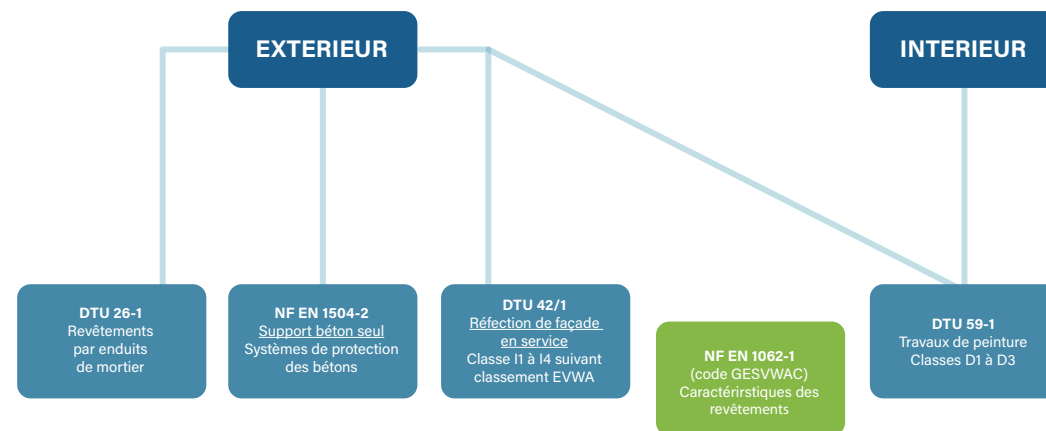 EXTERIEUR
INTERIEUR
DTU 26-1
Revêtements
par enduits
de mortier
NF EN 1504-2
Support béton seul
Systèmes de protection
des bétons
DTU 42/1
Réfection de façade
en service
Classe I1 à I4 suivant
classement EVWA
NF EN 1062-1
(code GESVWAC)
Caractérirstiques des
revêtements
DTU 59-1
Travaux de peinture
Classes D1 à D3